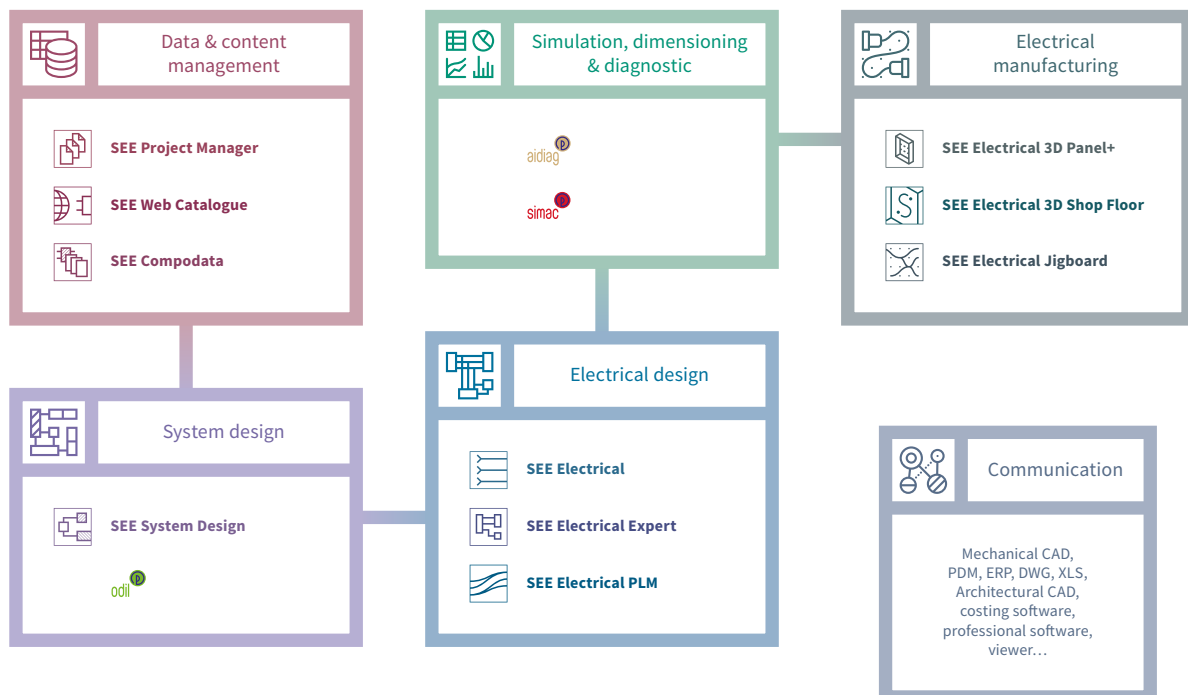 Data & content
management
SEE Project Manager
SEE Web Catalogue
SEE Compodata
Simulation, dimensioning
& diagnostic
aidiag
simac
Electrical
manufacturing
SEE Electrical 3D Panel+
SEE Electrical 3D Shop Floor
SEE Electrical Jigboard
System design
SEE System Design
odil
Electrical design
SEE Electrical
SEE Electrical Expert
SEE Electrical PLM
Communication
Mechanical CAD,
PDM, ERP, DWG, XLS,
Architectural CAD,
costing software,
professional software,
viewer…